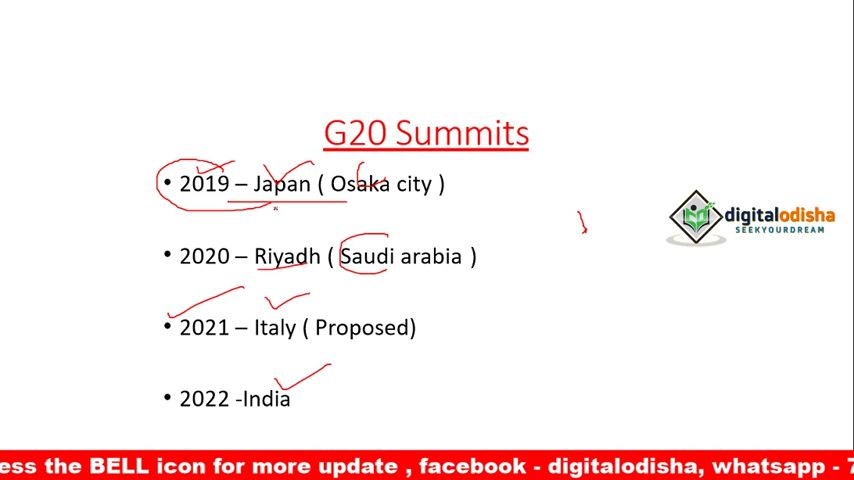 G20 Summits
• 2019 – Japan ( Osaka city )
• 2020 – Riyadh ( Saudi arabia )
• 2021 – Italy ( Proposed)
• 2022 -India
digitalodisha
SEEKYOURDREAM
ess the BELL icon for more update , facebook - digitalodisha, whatsapp - 7